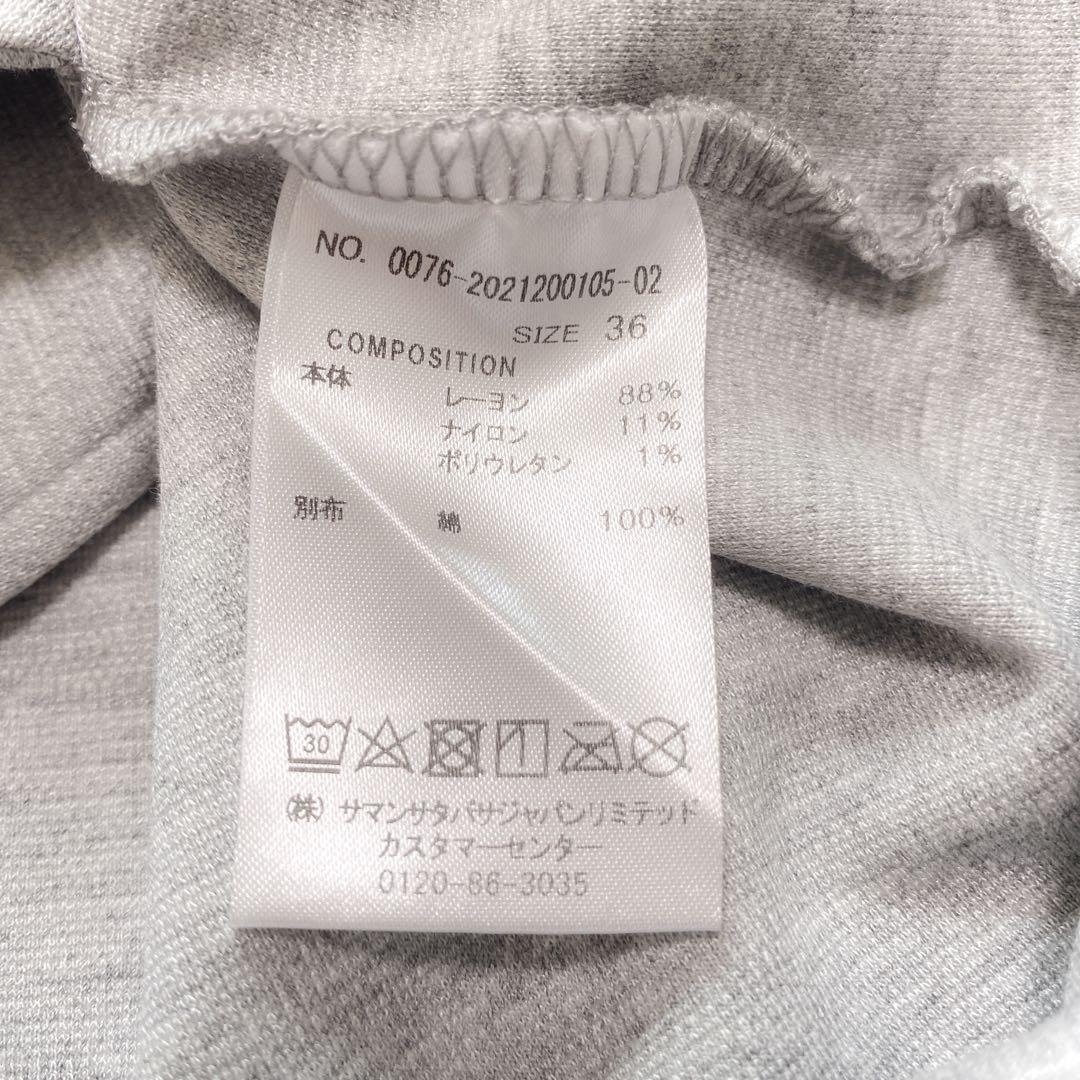 NO. 0076-2021200105-02
SIZE 36
COMPOSITION
本体
レーヨン 88%
ナイロン 11%
ポリウレタン 1%
別布 綿 100%
30
(株) サマンサタバサジャパンリミテッド
カスタマーセンター
0120-86-3035